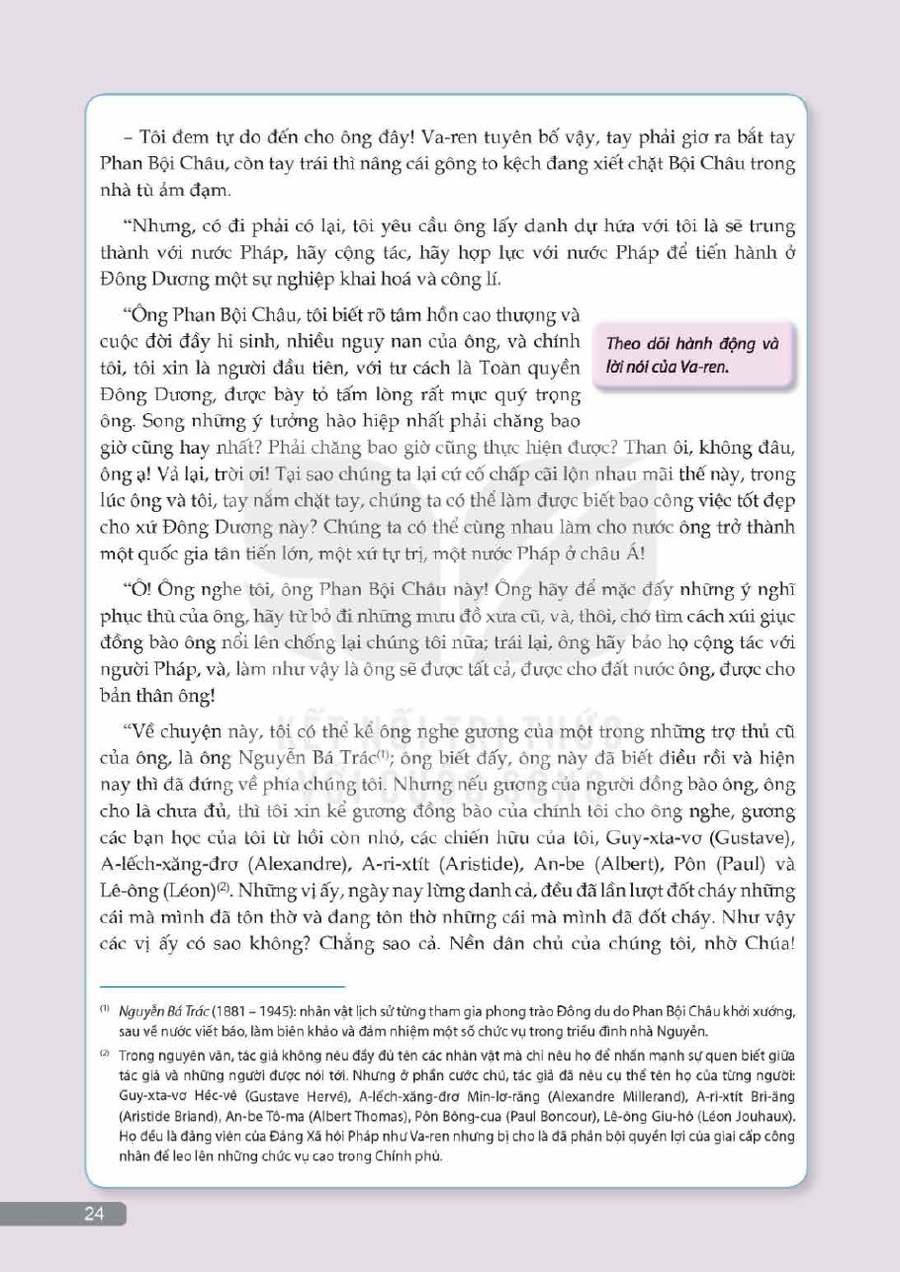 – Tôi đem tự do đến cho ông đây! Va-ren tuyên bố vậy, tay phải giơ ra bắt tay
Phan Bội Châu, còn tay trái thì nâng cái gông to kệch đang xiết chặt Bội Châu trong
nhà tù ảm đạm.
“Nhưng, có đi phải có lại, tôi yêu cầu ông lấy danh dự hứa với tôi là sẽ trung
thành với nước Pháp, hãy cộng tác, hãy hợp lực với nước Pháp để tiến hành ở
Đông Dương một sự nghiệp khai hoá và công lí.
“Ông Phan Bội Châu, tôi biết rõ tâm hồn cao thượng và
cuộc đời đầy hi sinh, nhiều nguy nan của ông, và chính
tôi, tôi xin là người đầu tiên, với tư cách là Toàn quyền
Đông Dương, được bày tỏ tấm lòng rất mực quý trọng
ông. Song những ý tưởng hào hiệp nhất phải chăng bao
giờ cũng hay nhất? Phải chăng bao giờ cũng thực hiện được? Than ôi, không đâu,
ông ạ! Vả lại, trời ơi! Tại sao chúng ta lại cứ cố chấp cãi lộn nhau mãi thế này, trong
lúc ông và tôi, tay nắm chặt tay, chúng ta có thể làm được biết bao công việc tốt đẹp
cho xứ Đông Dương này? Chúng ta có thể cùng nhau làm cho nước ông trở thành
một quốc gia tân tiến lớn, một xứ tự trị, một nước Pháp ở châu Á!
Theo dõi hành động và
lời nói của Va-ren.
“Ồ! Ông nghe tôi, ông Phan Bội Châu này! Ông hãy để mặc đấy những ý nghĩ
phục thù của ông, hãy từ bỏ đi những mưu đồ xưa cũ, và, thôi, chớ tìm cách xúi giục
đồng bào ông nổi lên chống lại chúng tôi nữa; trái lại, ông hãy bảo họ cộng tác với
người Pháp, và, làm như vậy là ông sẽ được tất cả, được cho đất nước ông, được cho
bản thân ông!
“Về chuyện này, tôi có thể kể ông nghe gương của một trong những trợ thủ cũ
của ông, là ông Nguyễn Bá Trác(1); ông biết đấy, ông này đã biết điều rồi và hiện
nay thì đã đứng về phía chúng tôi. Nhưng nếu gương của người đồng bào ông, ông
cho là chưa đủ, thì tôi xin kể gương đồng bào của chính tôi cho ông nghe, gương
các bạn học của tôi từ hồi còn nhỏ, các chiến hữu của tôi, Guy-xta-vơ (Gustave),
A-lếch-xăng-đrơ (Alexandre), A-ri-xtít (Aristide), An-be (Albert), Pôn (Paul) và
Lê-ông (Léon)(2). Những vị ấy, ngày nay lừng danh cả, đều đã lần lượt đốt cháy những
cái mà mình đã tôn thờ và đang tôn thờ những cái mà mình đã đốt cháy. Như vậy
các vị ấy có sao không? Chẳng sao cả. Nền dân chủ của chúng tôi, nhờ Chúa!
KẾT NỐI TRI THỨC
VỚI CUỘC SỐNG
(1) Nguyễn Bá Trác (1881 – 1945): nhân vật lịch sử từng tham gia phong trào Đông du do Phan Bội Châu khởi xướng,
sau về nước viết báo, làm biên khảo và đảm nhiệm một số chức vụ trong triều đình nhà Nguyễn.
(2) Trong nguyên văn, tác giả không nêu đầy đủ tên các nhân vật mà chỉ nêu họ để nhấn mạnh sự quen biết giữa
tác giả và những người được nói tới. Nhưng ở phần cước chú, tác giả đã nêu cụ thể tên họ của từng người:
Guy-xta-vơ Héc-vê (Gustave Hervé), A-lếch-xăng-đrơ Min-lơ-răng (Alexandre Millerand), A-ri-xtít Bri-ăng
(Aristide Briand), An-be Tô-ma (Albert Thomas), Pôn Bông-cua (Paul Boncour), Lê-ông Giu-hô (Léon Jouhaux).
Họ đều là đảng viên của Đảng Xã hội Pháp như Va-ren nhưng bị cho là đã phản bội quyền lợi của giai cấp công
nhân để leo lên những chức vụ cao trong Chính phủ.
24